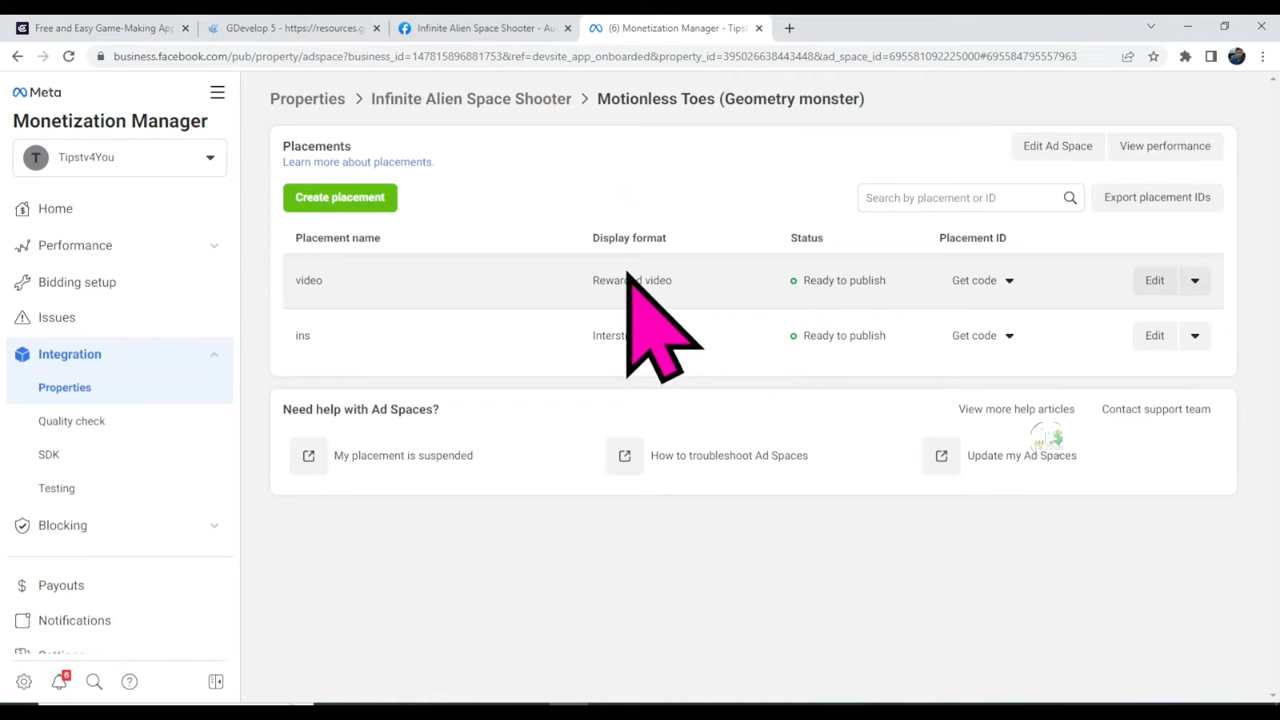 Free and Easy Game-Making App
GDevelop 5 - https://resources.g
Infinite Alien Space Shooter - Au
(6) Monetization Manager - Tipst
business.facebook.com/pub/property/adspace?business_id=147815896881753&ref=devsite_app_onboarded&property_id=395026638443448&ad_space_id=695581092225000#695584795557963
Meta
Monetization Manager
T Tipstv4You
Home
Performance
Bidding setup
Issues
Integration
Properties
Quality check
SDK
Testing
Blocking
Payouts
Notifications
6
Properties > Infinite Alien Space Shooter > Motionless Toes (Geometry monster)
Placements
Learn more about placements.
Edit Ad Space View performance
Create placement
Search by placement or ID
Export placement IDs
Placement name Display format Status Placement ID
video Rewarded video Ready to publish Get code Edit
ins Ready to publish Get code Edit
Need help with Ad Spaces?
View more help articles Contact support team
My placement is suspended How to troubleshoot Ad Spaces Update my Ad Spaces